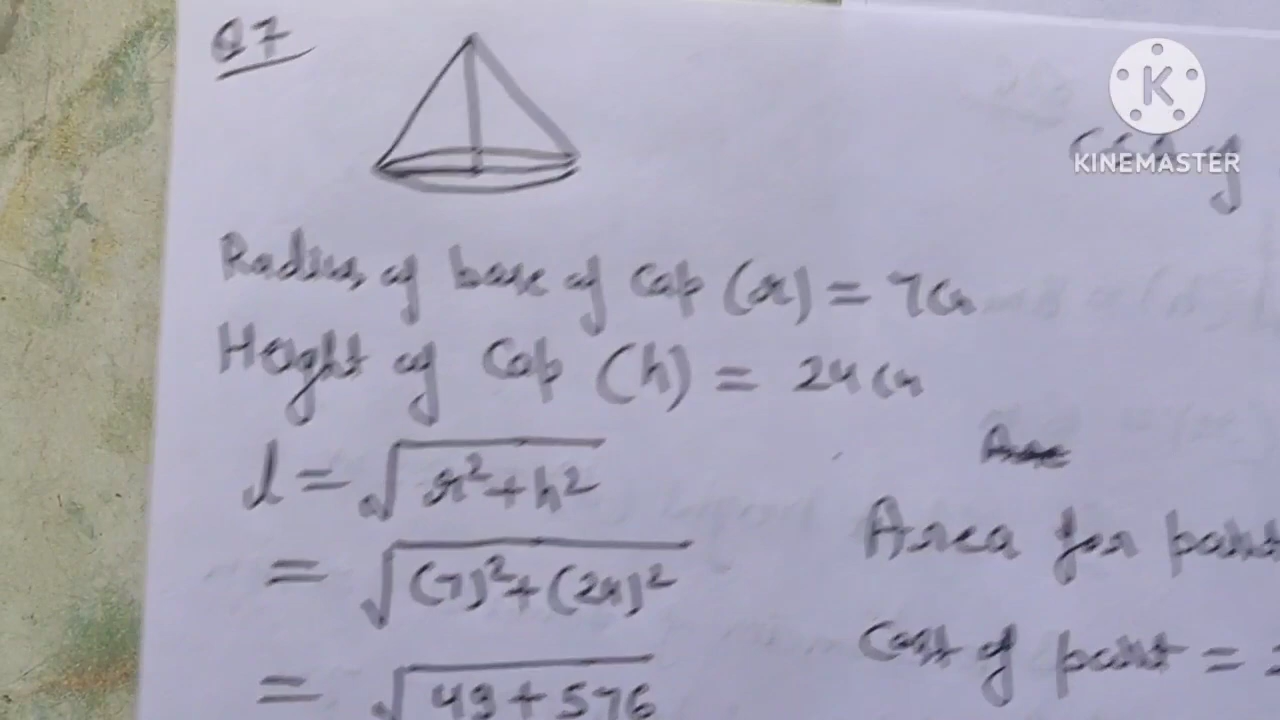 Q7
KINEMASTER
Radius of base of cap (r) = 7cm
Height of Cap (h) = 24cm
l = √r²+h²
= √(7)²+(24)²
= √49+576
Area for paint
Cost of paint =